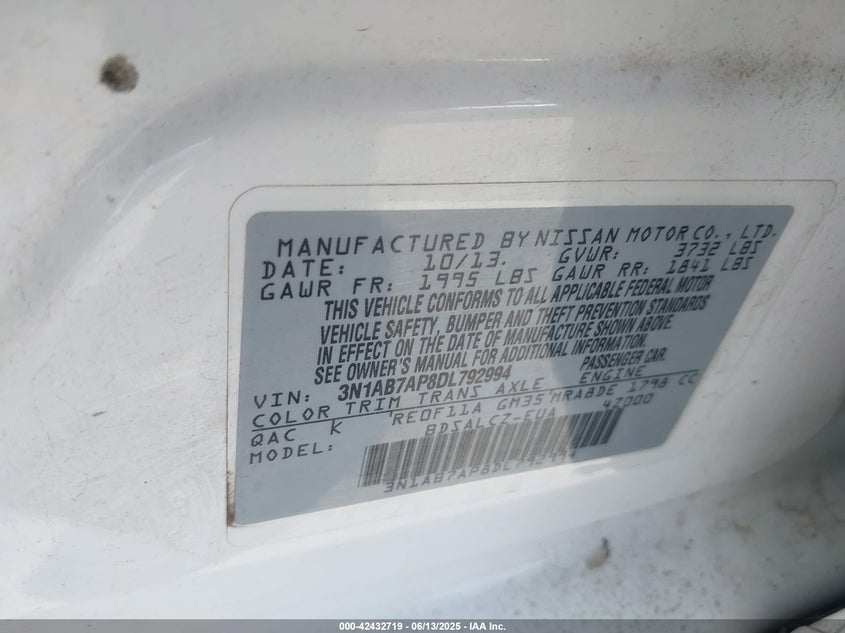 MANUFACTURED BY NISSAN MOTOR CO., LTD.
DATE: 10/13. GVWR: 3732 LBS
GAWR FR: 1995 LBS GAWR RR: 1841 LBS
THIS VEHICLE CONFORMS TO ALL APPLICABLE FEDERAL MOTOR
VEHICLE SAFETY, BUMPER AND THEFT PREVENTION STANDARDS
IN EFFECT ON THE DATE OF MANUFACTURE SHOWN ABOVE.
SEE OWNER'S MANUAL FOR ADDITIONAL INFORMATION.
VIN: 3N1AB7AP8DL792994 PASSENGER CAR.
COLOR TRIM TRANS AXLE ENGINE
QAC K RE0F11A GM35 MRA8DE 1798 CC
MODEL: BDSALCZ-EUA 4Z000
3N1AB7AP8DL792994
000-42432719 - 06/13/2025 - IAA Inc.